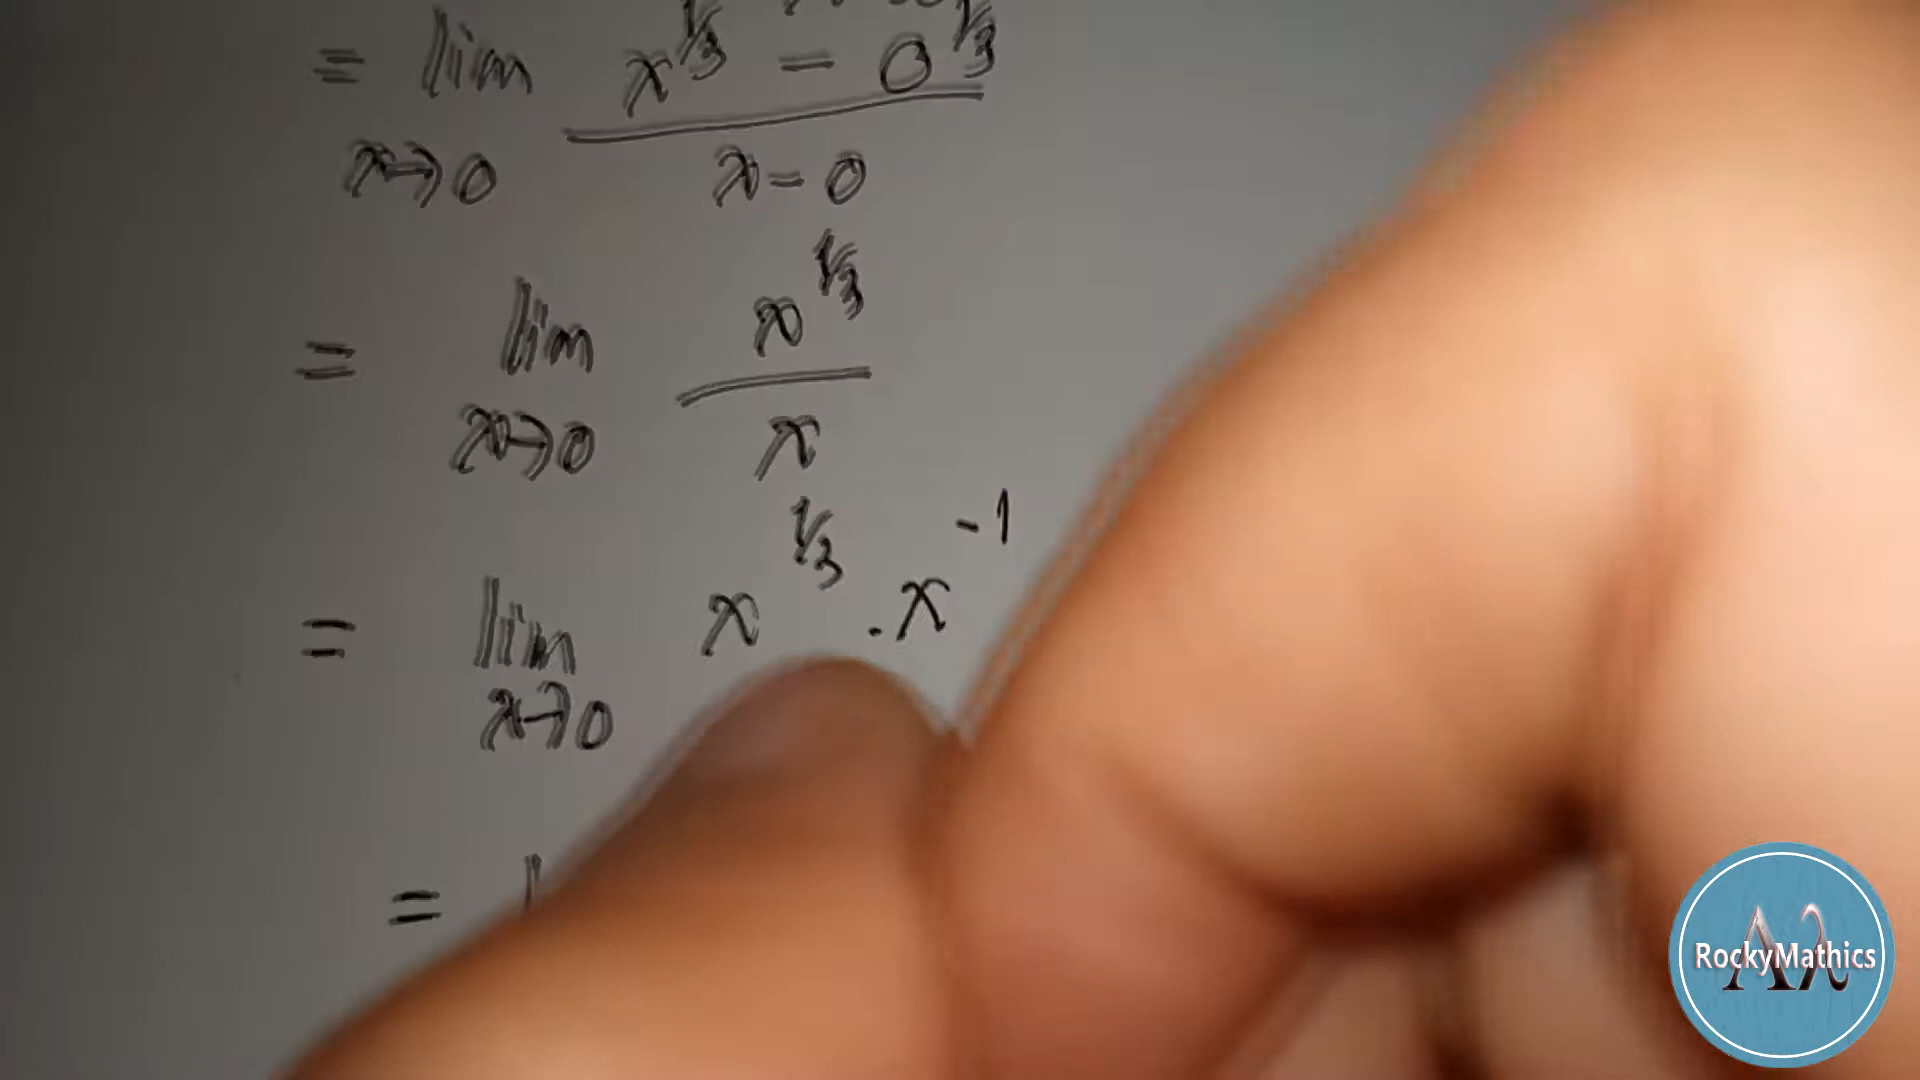 = lim x^1/3 - 0^1/3
x→0 x - 0
= lim x^1/3
x→0 x
= lim x^1/3 . x^-1
x→0
=
RockyMathics